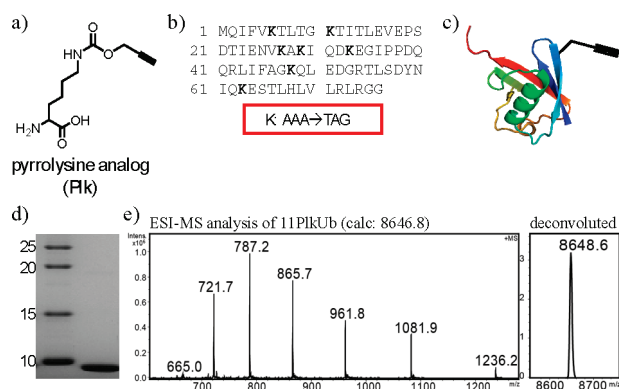 a)
O
HN
O
H₂N
OH
O
pyrrolysine analog
(Plk)
b)
1 MQIFVKTLTG KTITLEVEPS
21 DTIENVKAKI QDKEGIPPDQ
41 QRLIFAGKQL EDGRTLSDYN
61 IQKESTLHLV LRLRGG
K: AAA→TAG
c)
d)
25
20
15
10
e) ESI-MS analysis of 11PlkUb (calc: 8646.8)
Intens.
x10⁶
+MS
1.0
0.8
0.6
0.4
0.2
0.0
665.0
721.7
787.2
865.7
961.8
1081.9
1236.2
700 800 900 1000 1100 1200 m/z
deconvoluted
8648.6
3
2
1
0
8600 8700 m/z